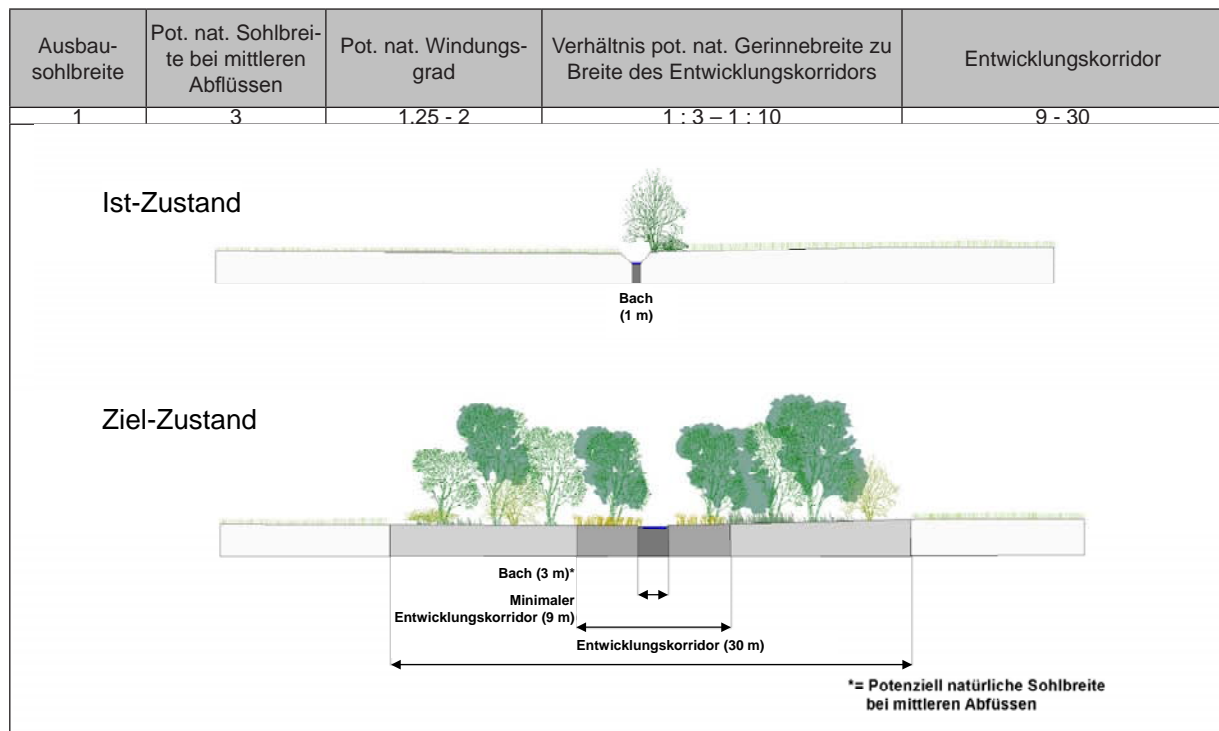 Ausbau-
sohlbreite
Pot. nat. Sohlbrei-
te bei mittleren
Abflüssen
Pot. nat. Windungs-
grad
Verhältnis pot. nat. Gerinnebreite zu
Breite des Entwicklungskorridors
Entwicklungskorridor
1
3
1.25 - 2
1 : 3 – 1 : 10
9 - 30
Ist-Zustand
Bach
(1 m)
Ziel-Zustand
Bach (3 m)*
Minimaler
Entwicklungskorridor (9 m)
Entwicklungskorridor (30 m)
*= Potenziell natürliche Sohlbreite
bei mittleren Abfüssen